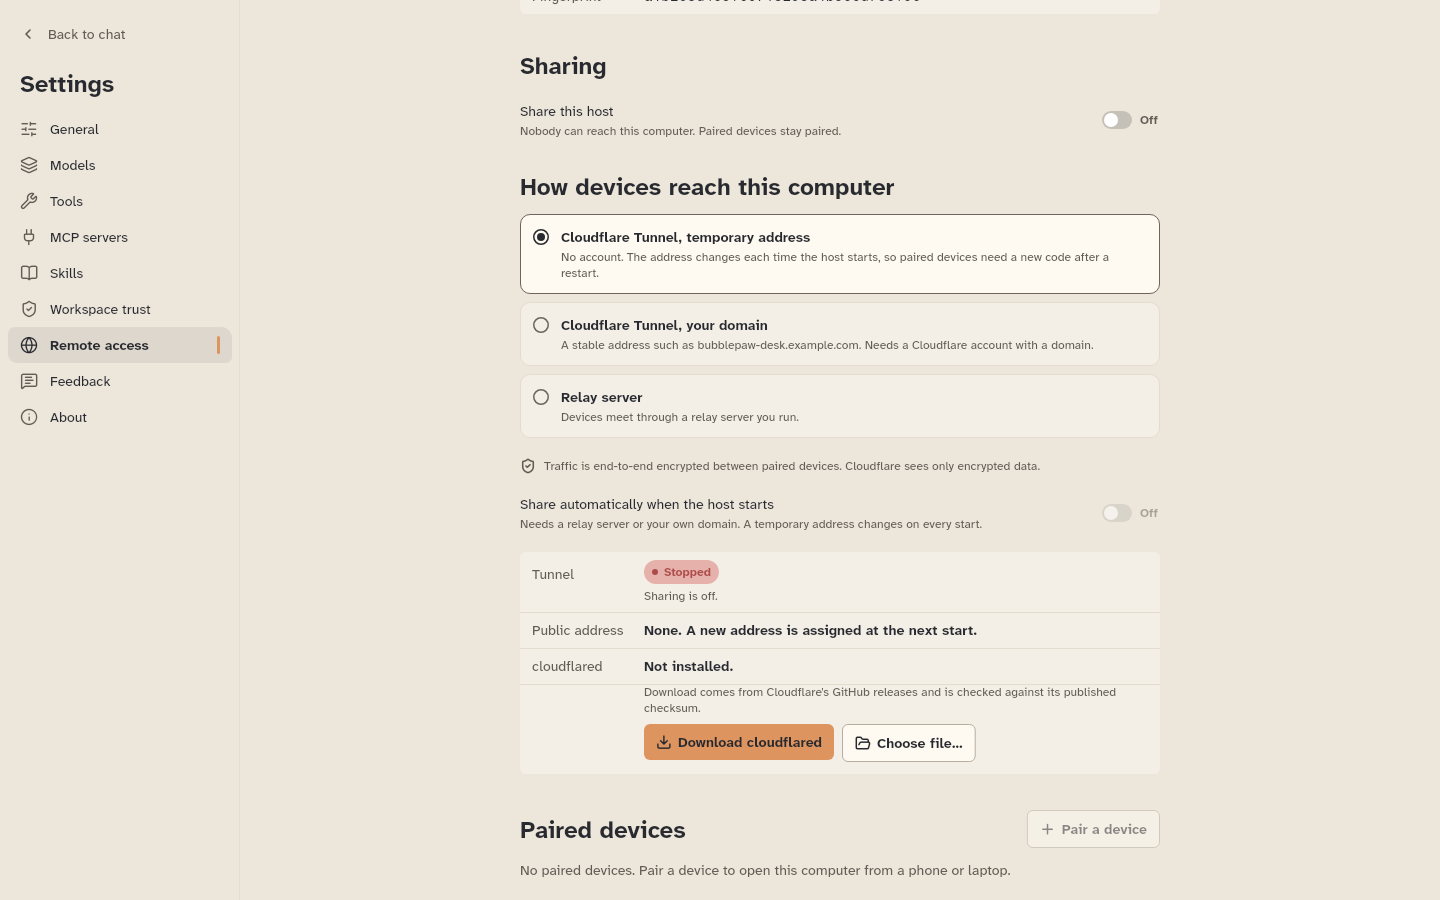 Back to chat
Settings
General
Models
Tools
MCP servers
Skills
Workspace trust
Remote access
Feedback
About
Sharing
Share this host
Nobody can reach this computer. Paired devices stay paired.
Off
How devices reach this computer
Cloudflare Tunnel, temporary address
No account. The address changes each time the host starts, so paired devices need a new code after a
restart.
Cloudflare Tunnel, your domain
A stable address such as bubblepaw-desk.example.com. Needs a Cloudflare account with a domain.
Relay server
Devices meet through a relay server you run.
Traffic is end-to-end encrypted between paired devices. Cloudflare sees only encrypted data.
Share automatically when the host starts
Needs a relay server or your own domain. A temporary address changes on every start.
Off
Tunnel
Stopped
Sharing is off.
Public address
None. A new address is assigned at the next start.
cloudflared
Not installed.
Download comes from Cloudflare's GitHub releases and is checked against its published
checksum.
Download cloudflared
Choose file...
Paired devices
Pair a device
No paired devices. Pair a device to open this computer from a phone or laptop.